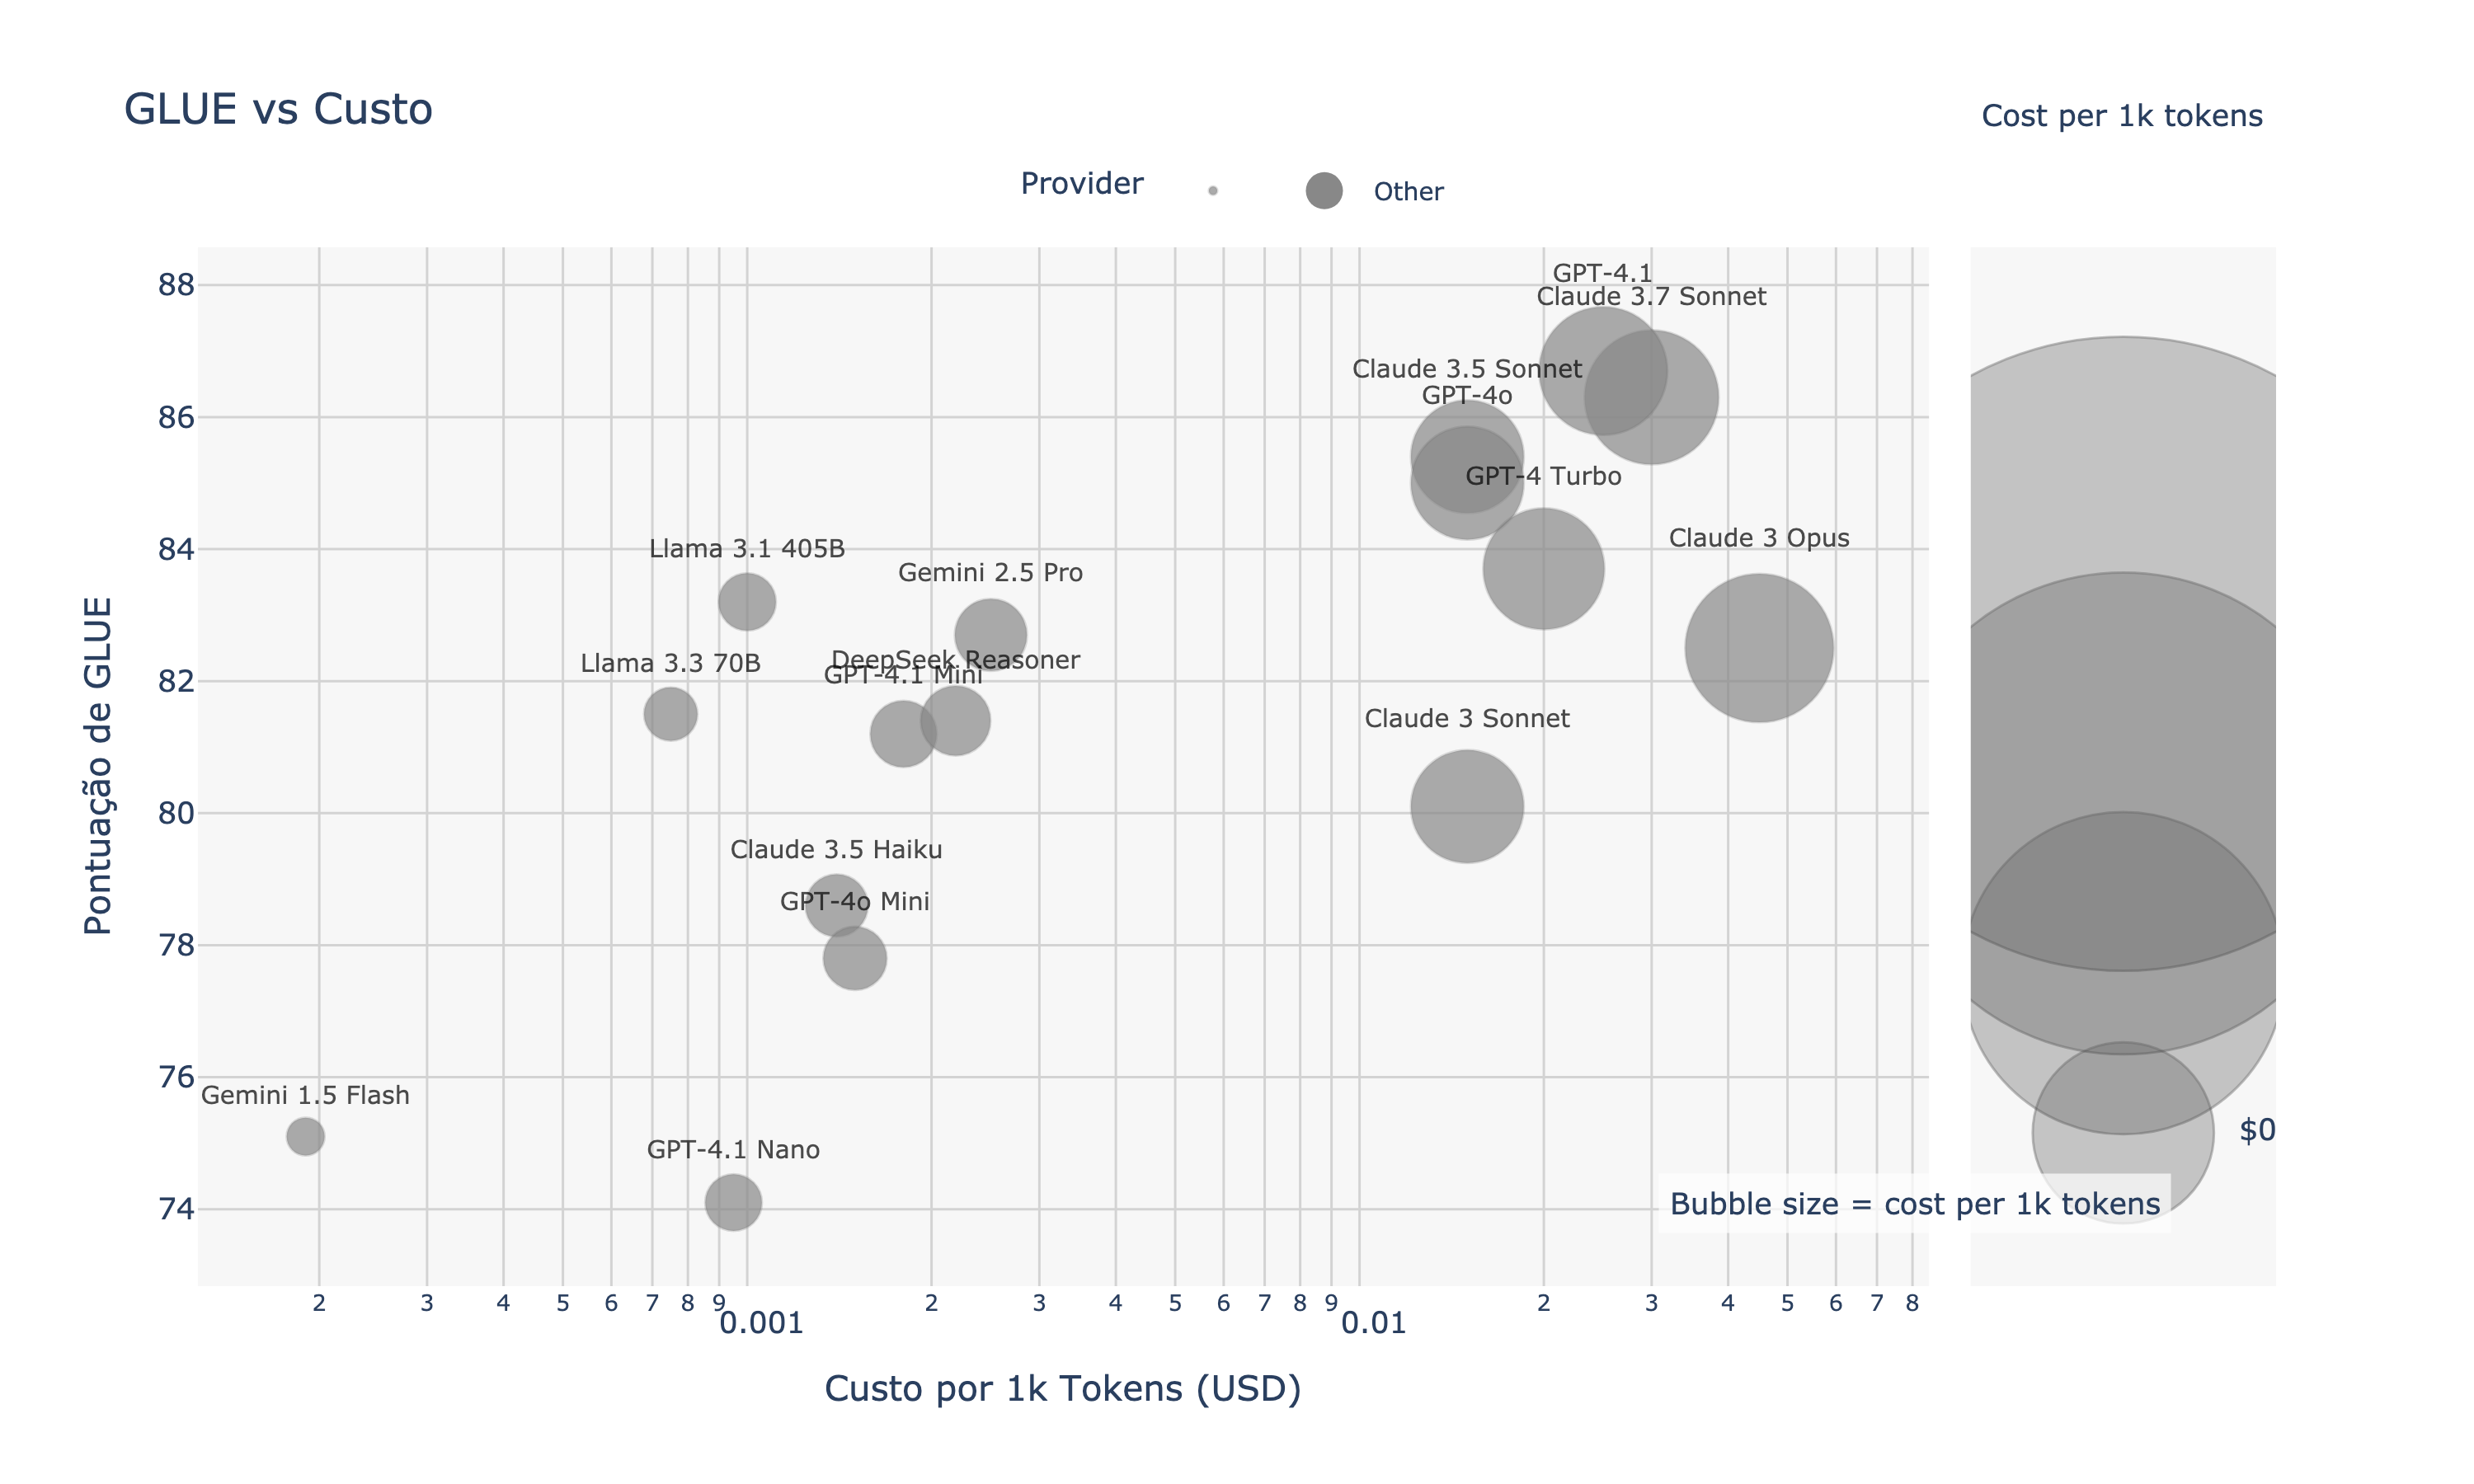 GLUE vs Custo
Cost per 1k tokens
Provider
Other
Pontuação de GLUE
88
86
84
82
80
78
76
74
GPT-4.1
Claude 3.7 Sonnet
Claude 3.5 Sonnet
GPT-4o
GPT-4 Turbo
Claude 3 Opus
Llama 3.1 405B
Gemini 2.5 Pro
DeepSeek Reasoner
Llama 3.3 70B
GPT-4.1 Mini
Claude 3 Sonnet
Claude 3.5 Haiku
GPT-4o Mini
Gemini 1.5 Flash
GPT-4.1 Nano
$0
Bubble size = cost per 1k tokens
2 3 4 5 6 7 8 9 2 3 4 5 6 7 8 9 2 3 4 5 6 7 8
0.001 0.01
Custo por 1k Tokens (USD)